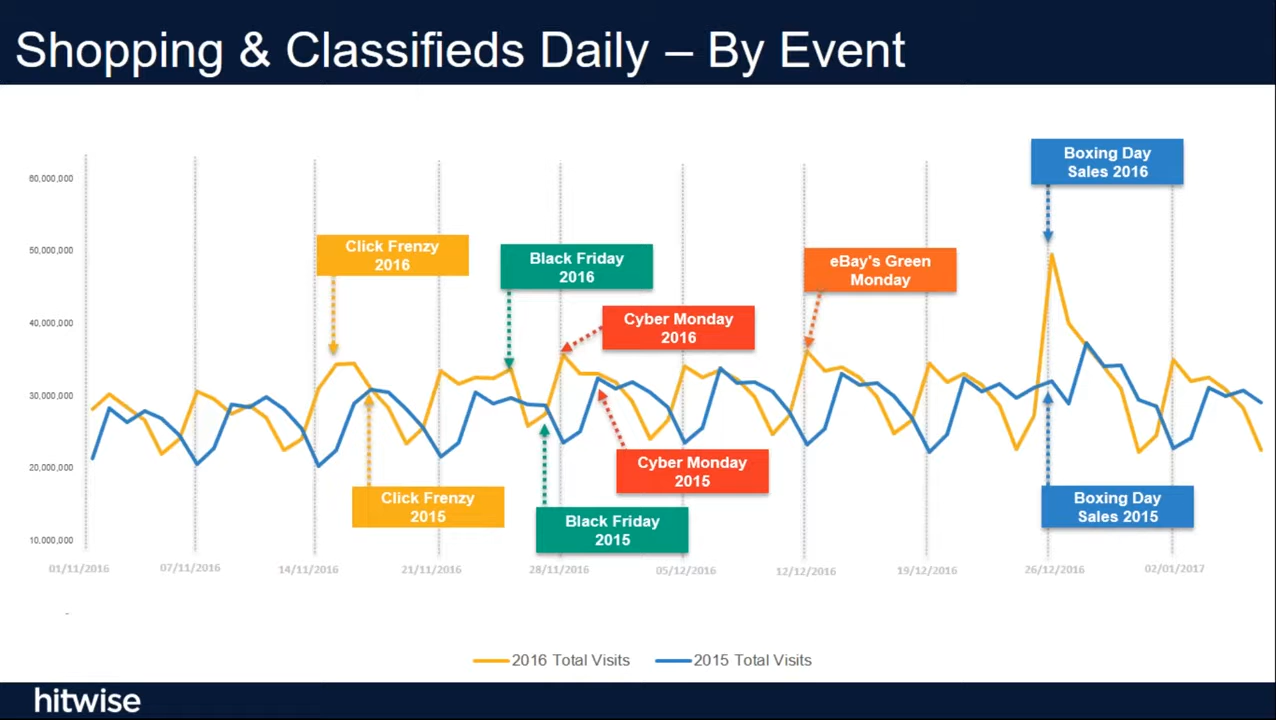 Shopping & Classifieds Daily – By Event
Boxing Day
Sales 2016
60,000,000
50,000,000
40,000,000
30,000,000
20,000,000
10,000,000
Click Frenzy
2016
Black Friday
2016
eBay's Green
Monday
Cyber Monday
2016
Cyber Monday
2015
Click Frenzy
2015
Black Friday
2015
Boxing Day
Sales 2015
01/11/2016
07/11/2016
14/11/2016
21/11/2016
28/11/2016
05/12/2016
12/12/2016
19/12/2016
26/12/2016
02/01/2017
-
2016 Total Visits
2015 Total Visits
hitwise